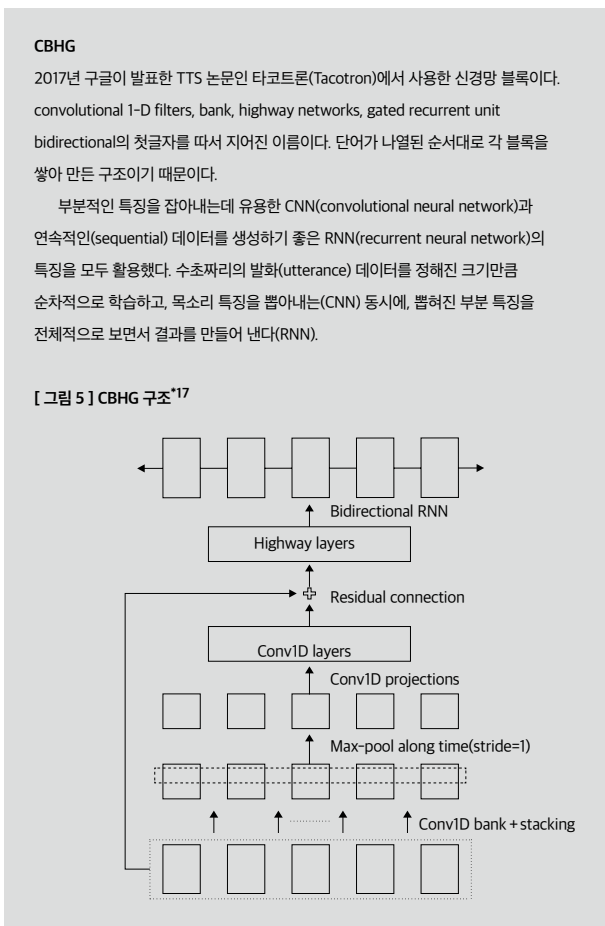 CBHG
2017년 구글이 발표한 TTS 논문인 타코트론(Tacotron)에서 사용한 신경망 블록이다.
convolutional 1-D filters, bank, highway networks, gated recurrent unit
bidirectional의 첫글자를 따서 지어진 이름이다. 단어가 나열된 순서대로 각 블록을
쌓아 만든 구조이기 때문이다.
부분적인 특징을 잡아내는데 유용한 CNN(convolutional neural network)과
연속적인(sequential) 데이터를 생성하기 좋은 RNN(recurrent neural network)의
특징을 모두 활용했다. 수초짜리의 발화(utterance) 데이터를 정해진 크기만큼
순차적으로 학습하고, 목소리 특징을 뽑아내는(CNN) 동시에, 뽑혀진 부분 특징을
전체적으로 보면서 결과를 만들어 낸다(RNN).
[ 그림 5 ] CBHG 구조*17
Bidirectional RNN
Highway layers
Residual connection
Conv1D layers
Conv1D projections
Max-pool along time(stride=1)
Conv1D bank + stacking